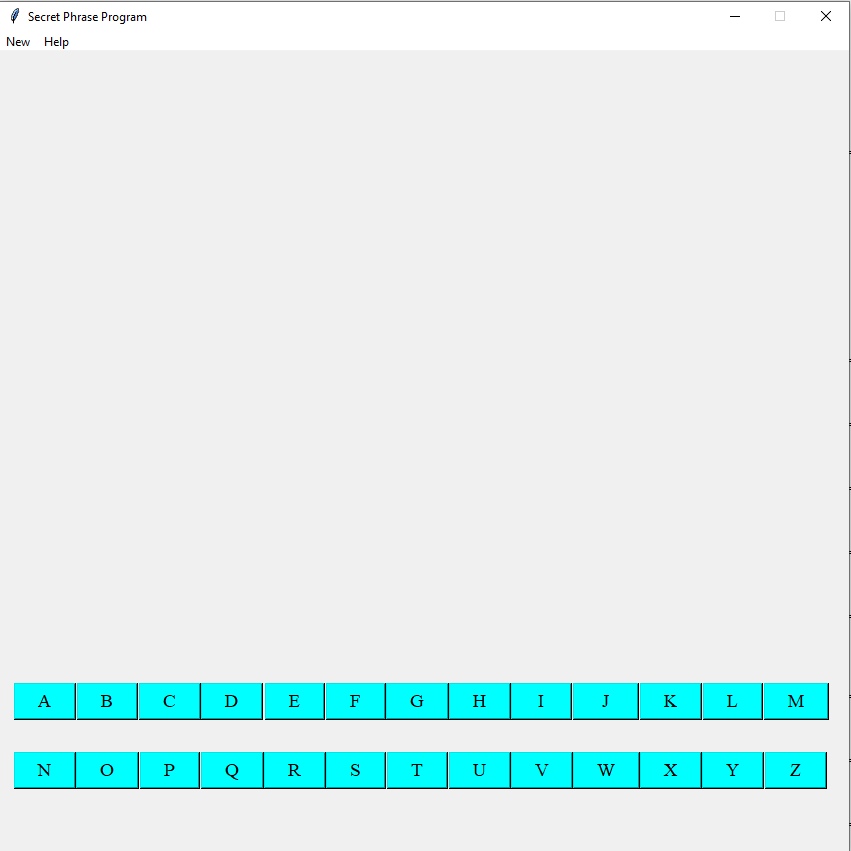 Secret Phrase Program
New Help
A B C D E F G H I J K L M
N O P Q R S T U V W X Y Z